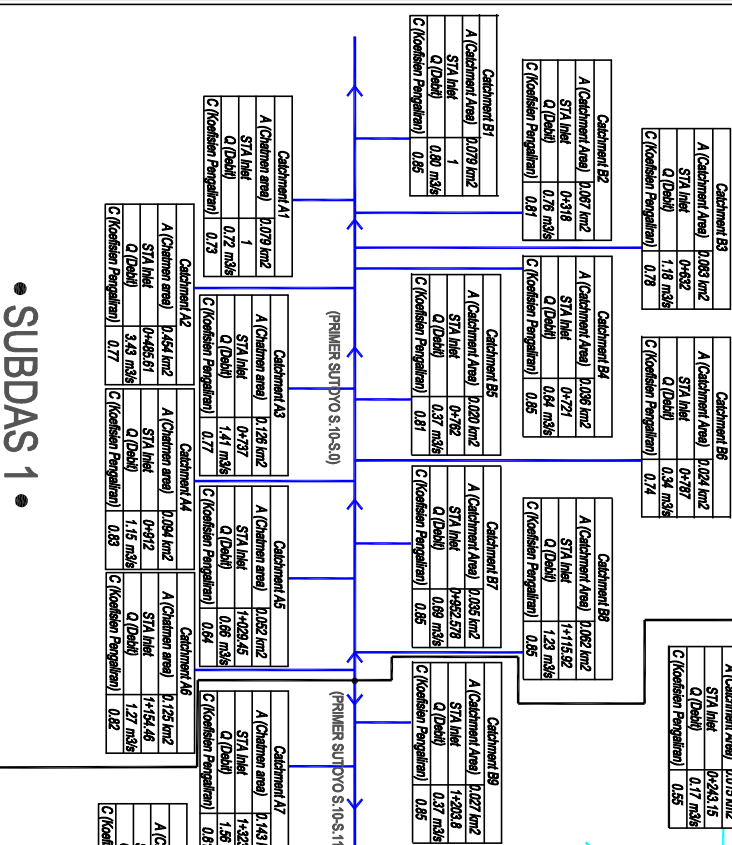 Catchment B3
A (Catchment Area) 0.083 km2
STA Inlet 0+632
Q (Debit) 1.18 m3/s
C (Koefisien Pengaliran) 0.78
Catchment B6
A (Catchment Area) 0.024 km2
STA Inlet 0+787
Q (Debit) 0.34 m3/s
C (Koefisien Pengaliran) 0.74
STA Inlet 0+243.15
Q (Debit) 0.17 m3/s
C (Koefisien Pengaliran) 0.55
Catchment B2
A (Catchment Area) 0.067 km2
STA Inlet 0+318
Q (Debit) 0.76 m3/s
C (Koefisien Pengaliran) 0.81
Catchment B4
A (Catchment Area) 0.036 km2
STA Inlet 0+721
Q (Debit) 0.64 m3/s
C (Koefisien Pengaliran) 0.85
Catchment B8
A (Catchment Area) 0.062 km2
STA Inlet 1+115.92
Q (Debit) 1.23 m3/s
C (Koefisien Pengaliran) 0.85
Catchment B1
A (Catchment Area) 0.079 km2
STA Inlet 1
Q (Debit) 0.80 m3/s
C (Koefisien Pengaliran) 0.85
Catchment B5
A (Catchment Area) 0.020 km2
STA Inlet 0+762
Q (Debit) 0.37 m3/s
C (Koefisien Pengaliran) 0.81
Catchment B7
A (Catchment Area) 0.035 km2
STA Inlet 0+952.578
Q (Debit) 0.69 m3/s
C (Koefisien Pengaliran) 0.85
Catchment B9
A (Catchment Area) 0.027 km2
STA Inlet 1+203.8
Q (Debit) 0.37 m3/s
C (Koefisien Pengaliran) 0.85
(PRIMER SUTOYO S.10-S.0)
(PRIMER SUTOYO S.10-S.11
Catchment A1
A (Chatmen area) 0.079 km2
STA Inlet 1
Q (Debit) 0.72 m3/s
C (Koefisien Pengaliran) 0.73
Catchment A3
A (Chatmen area) 0.126 km2
STA Inlet 0+737
Q (Debit) 1.41 m3/s
C (Koefisien Pengaliran) 0.77
Catchment A5
A (Chatmen area) 0.052 km2
STA Inlet 1+029.45
Q (Debit) 0.66 m3/s
C (Koefisien Pengaliran) 0.64
Catchment A7
A (Chatmen area) 0.143
STA Inlet
Q (Debit) 1.56
C (Koefisien Pengaliran)
Catchment A2
A (Chatmen area) 0.454 km2
STA Inlet 0+485.61
Q (Debit) 3.43 m3/s
C (Koefisien Pengaliran) 0.77
Catchment A4
A (Chatmen area) 0.094 km2
STA Inlet 0+912
Q (Debit) 1.15 m3/s
C (Koefisien Pengaliran) 0.83
Catchment A6
A (Chatmen area) 0.125 km2
STA Inlet 1+154.46
Q (Debit) 1.27 m3/s
C (Koefisien Pengaliran) 0.82
• SUBDAS 1 •